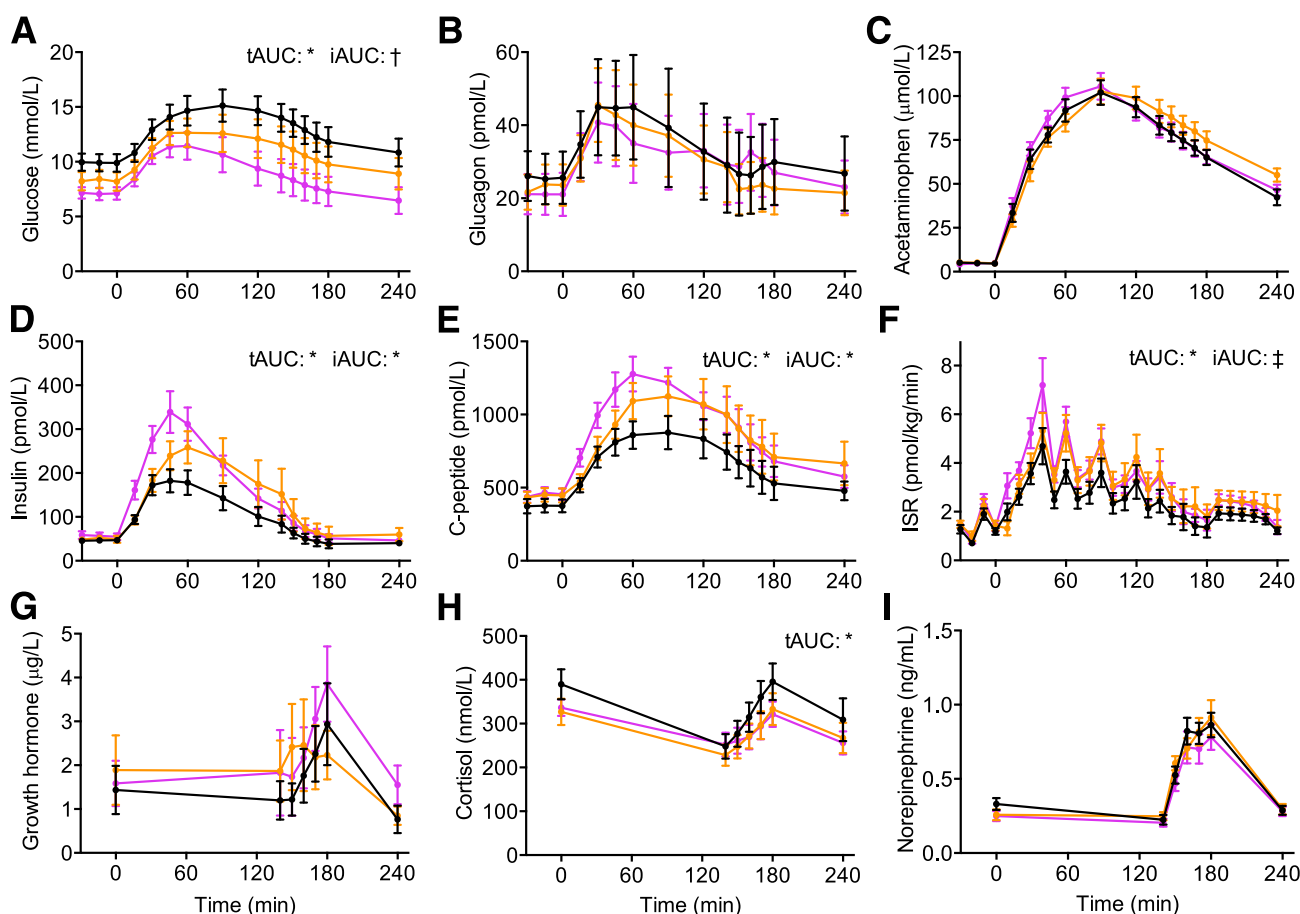 A
Glucose (mmol/L)
tAUC: * iAUC: †
20
15
10
5
0
0 60 120 180 240
B
Glucagon (pmol/L)
60
40
20
0
0 60 120 180 240
C
Acetaminophen (μmol/L)
125
100
75
50
25
0
0 60 120 180 240
D
Insulin (pmol/L)
tAUC: * iAUC: *
500
400
300
200
100
0
0 60 120 180 240
E
C-peptide (pmol/L)
tAUC: * iAUC: *
1500
1000
500
0
0 60 120 180 240
F
ISR (pmol/kg/min)
tAUC: * iAUC: ‡
8
6
4
2
0
0 60 120 180 240
G
Growth hormone (μg/L)
5
4
3
2
1
0
0 60 120 180 240
Time (min)
H
Cortisol (nmol/L)
tAUC: *
500
400
300
200
100
0
0 60 120 180 240
Time (min)
I
Norepinephrine (ng/mL)
1.5
1.0
0.5
0.0
0 60 120 180 240
Time (min)